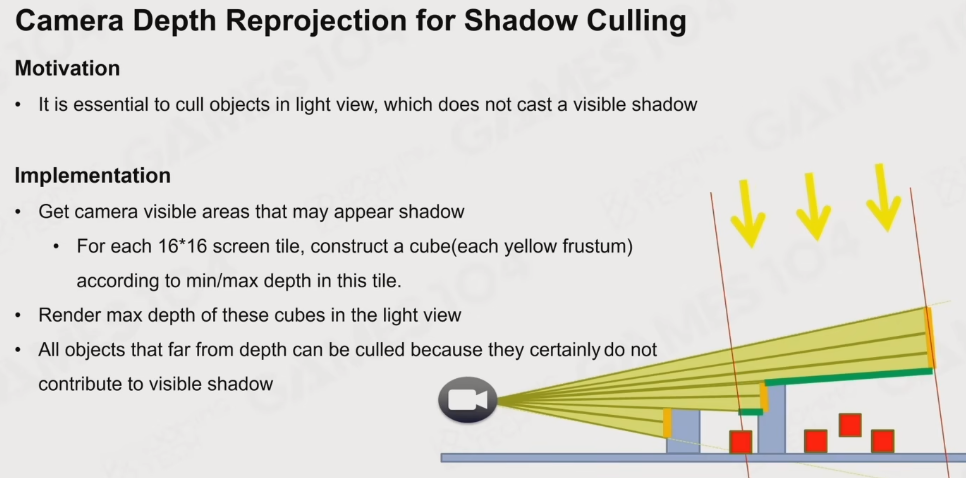 Camera Depth Reprojection for Shadow Culling
Motivation
• It is essential to cull objects in light view, which does not cast a visible shadow
Implementation
• Get camera visible areas that may appear shadow
• For each 16*16 screen tile, construct a cube(each yellow frustum)
according to min/max depth in this tile.
• Render max depth of these cubes in the light view
• All objects that far from depth can be culled because they certainly do not
contribute to visible shadow
GAMES104